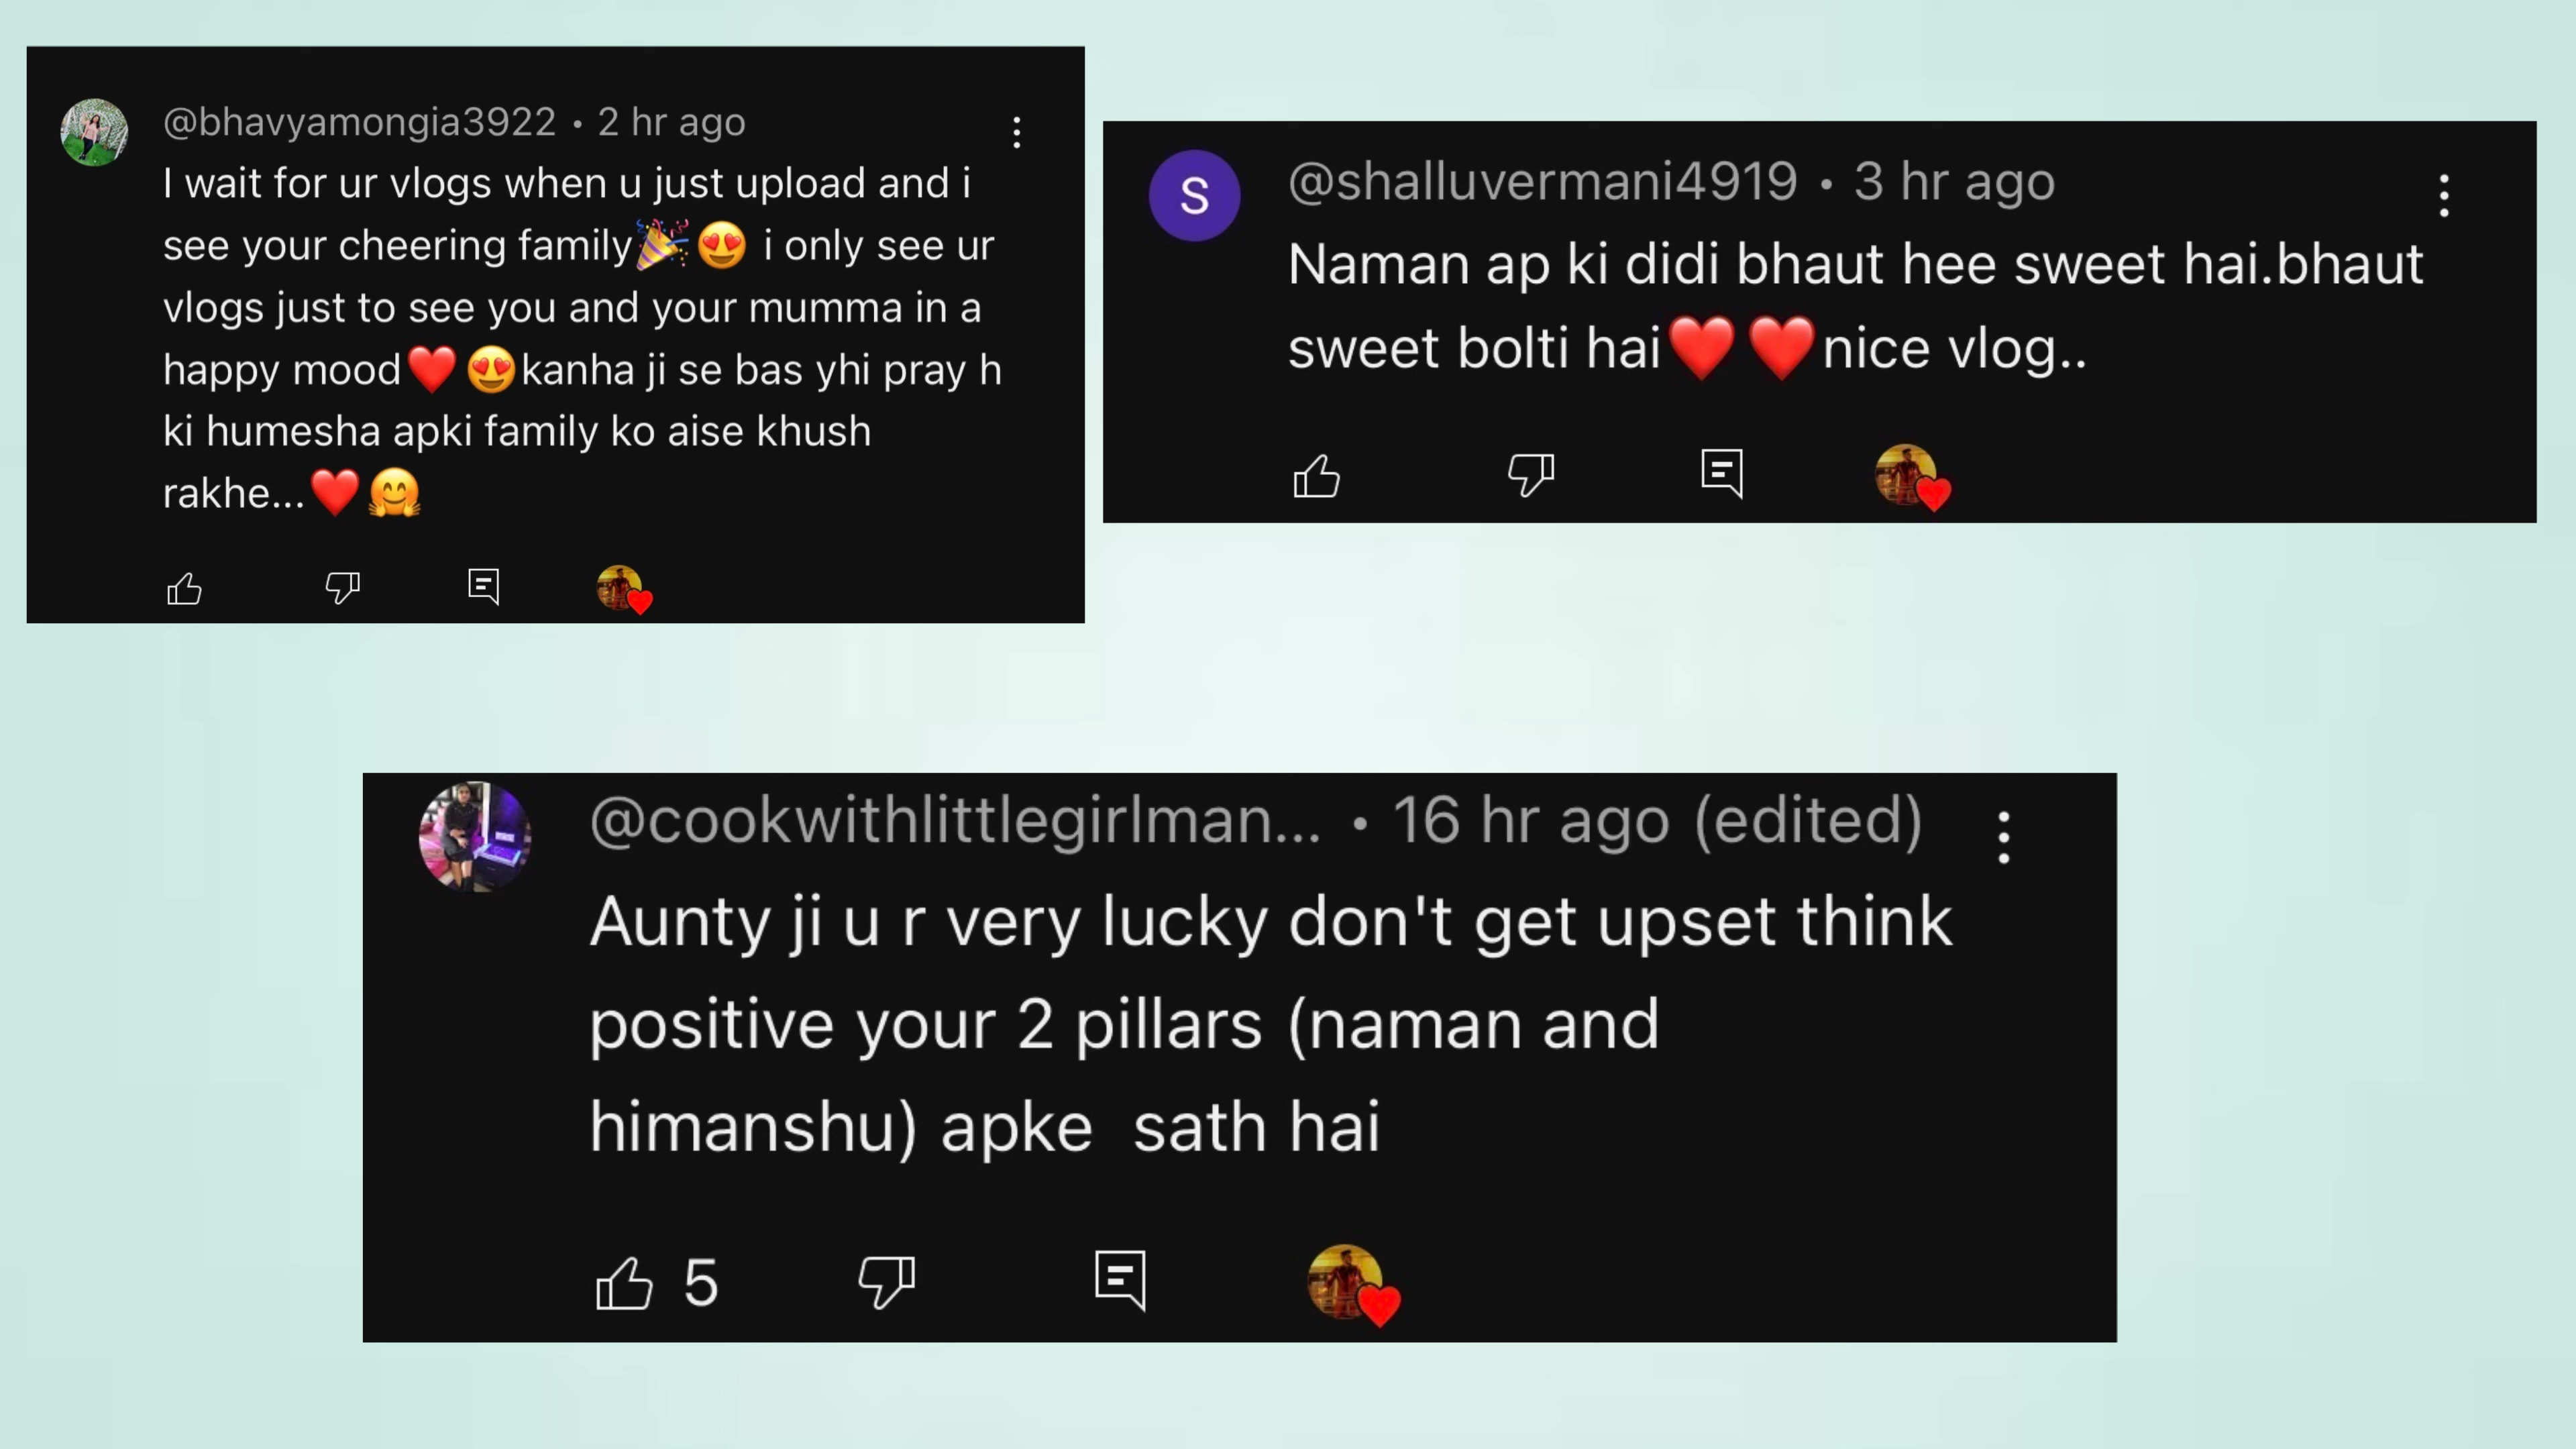 @bhavyamongia3922 • 2 hr ago
I wait for ur vlogs when u just upload and i
see your cheering family🎉😍 i only see ur
vlogs just to see you and your mumma in a
happy mood❤️😍kanha ji se bas yhi pray h
ki humesha apki family ko aise khush
rakhe...❤️🤗
S
@shalluvermani4919 • 3 hr ago
Naman ap ki didi bhaut hee sweet hai.bhaut
sweet bolti hai❤️❤️nice vlog..
@cookwithlittlegirlman... • 16 hr ago (edited)
Aunty ji u r very lucky don't get upset think
positive your 2 pillars (naman and
himanshu) apke  sath hai
5